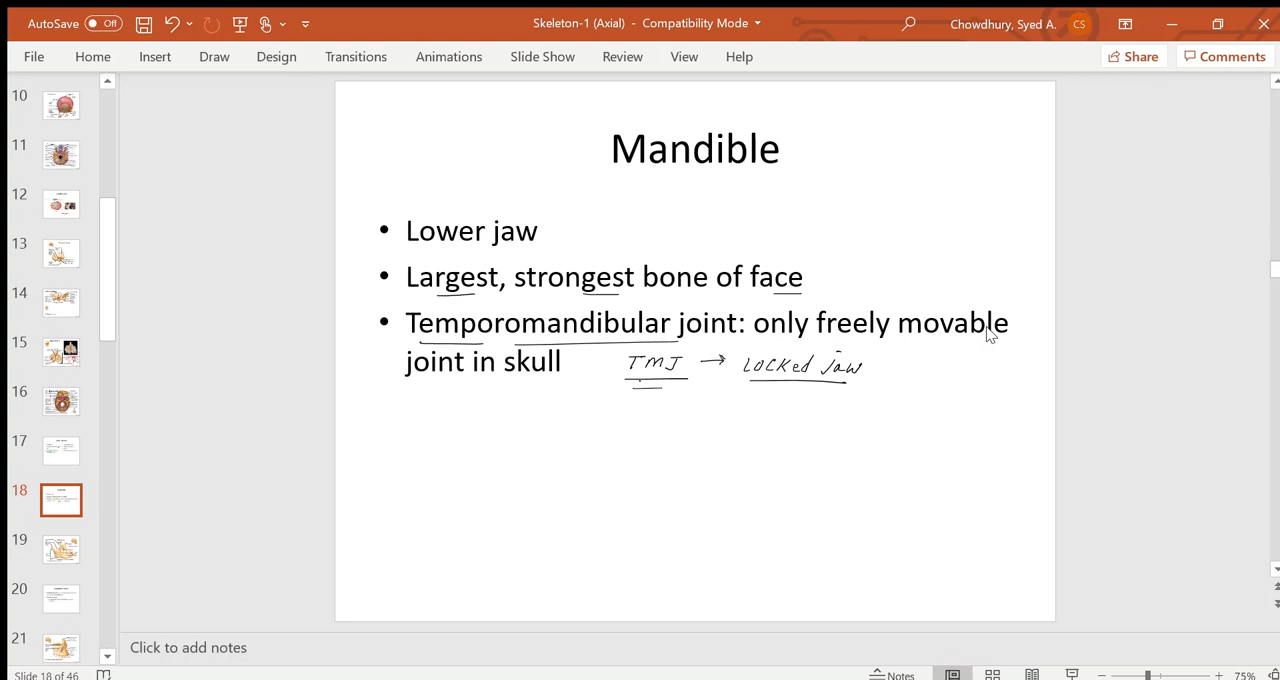 AutoSave Off Skeleton-1 (Axial) - Compatibility Mode Chowdhury, Syed A. CS
File Home Insert Draw Design Transitions Animations Slide Show Review View Help Share Comments
10
11
12
13
14
15
16
17
18
19
20
21
Mandible
• Lower jaw
• Largest, strongest bone of face
• Temporomandibular joint: only freely movable
joint in skull TMJ → Locked jaw
Click to add notes
Slide 18 of 46 Notes 75%